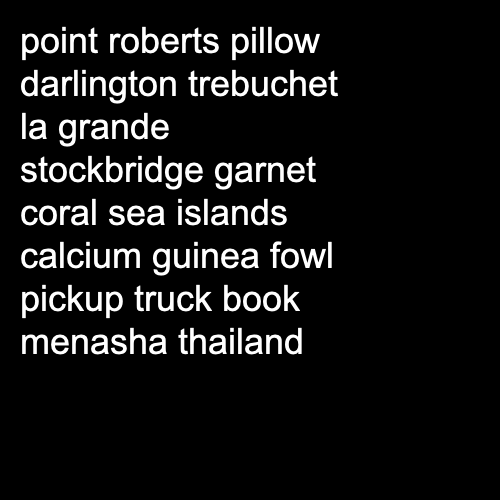 point roberts pillow
darlington trebuchet
la grande
stockbridge garnet
coral sea islands
calcium guinea fowl
pickup truck book
menasha thailand